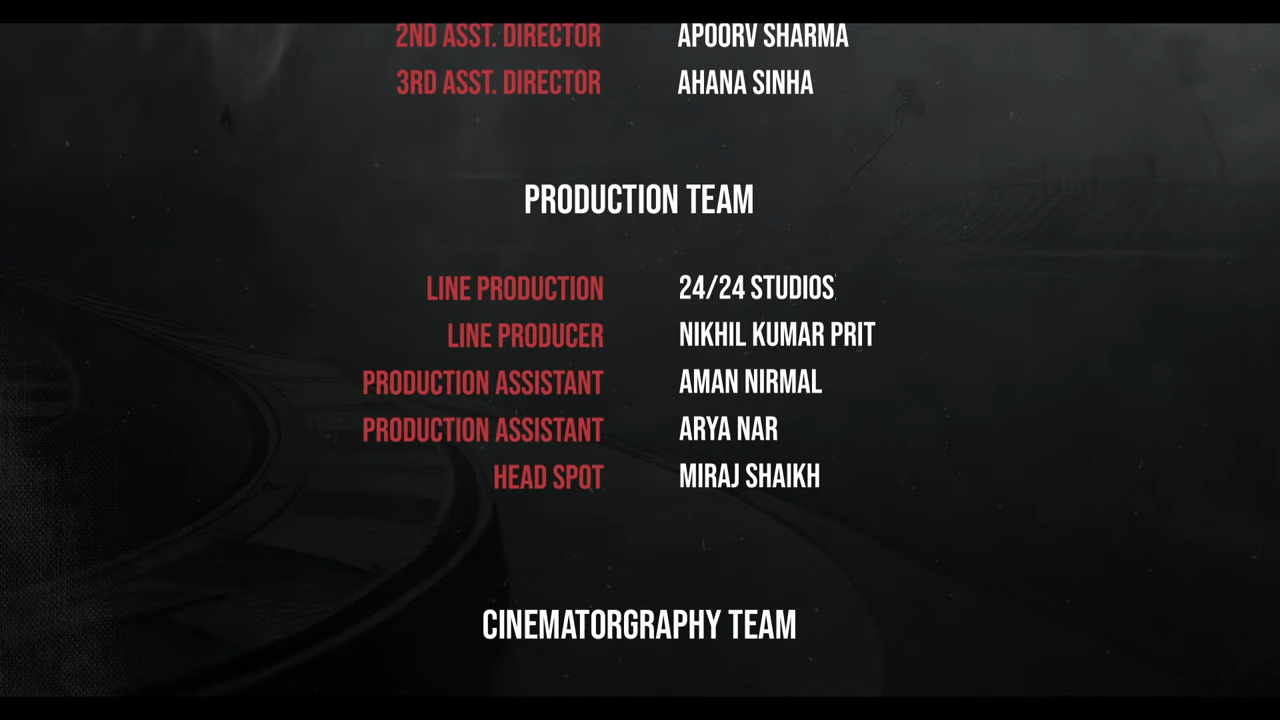 2ND ASST. DIRECTOR APOORV SHARMA
3RD ASST. DIRECTOR AHANA SINHA
PRODUCTION TEAM
LINE PRODUCTION 24/24 STUDIOS
LINE PRODUCER NIKHIL KUMAR PRIT
PRODUCTION ASSISTANT AMAN NIRMAL
PRODUCTION ASSISTANT ARYA NAR
HEAD SPOT MIRAJ SHAIKH
CINEMATORGRAPHY TEAM